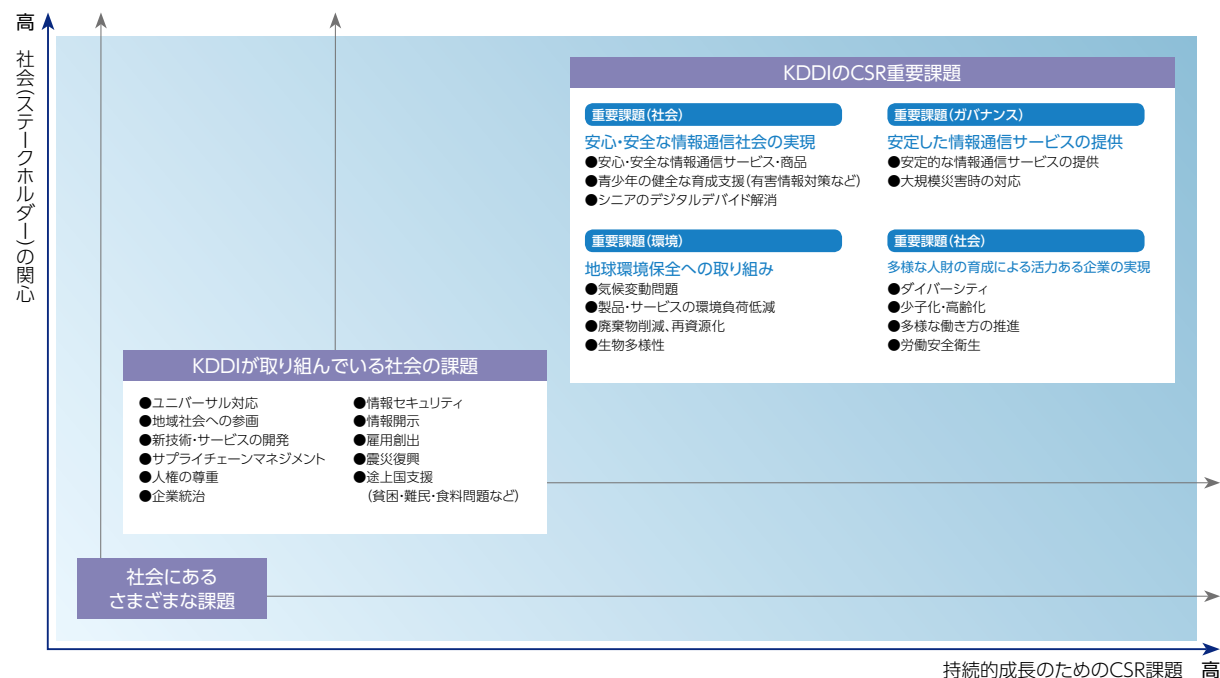 高
社会(ステークホルダー)の関心
KDDIのCSR重要課題
重要課題(社会)
安心・安全な情報通信社会の実現
●安心・安全な情報通信サービス・商品
●青少年の健全な育成支援(有害情報対策など)
●シニアのデジタルデバイド解消
重要課題(ガバナンス)
安定した情報通信サービスの提供
●安定的な情報通信サービスの提供
●大規模災害時の対応
重要課題(環境)
地球環境保全への取り組み
●気候変動問題
●製品・サービスの環境負荷低減
●廃棄物削減、再資源化
●生物多様性
重要課題(社会)
多様な人財の育成による活力ある企業の実現
●ダイバーシティ
●少子化・高齢化
●多様な働き方の推進
●労働安全衛生
KDDIが取り組んでいる社会の課題
●ユニバーサル対応
●地域社会への参画
●新技術・サービスの開発
●サプライチェーンマネジメント
●人権の尊重
●企業統治
●情報セキュリティ
●情報開示
●雇用創出
●震災復興
●途上国支援
(貧困・難民・食料問題など)
社会にある
さまざまな課題
持続的成長のためのCSR課題 高